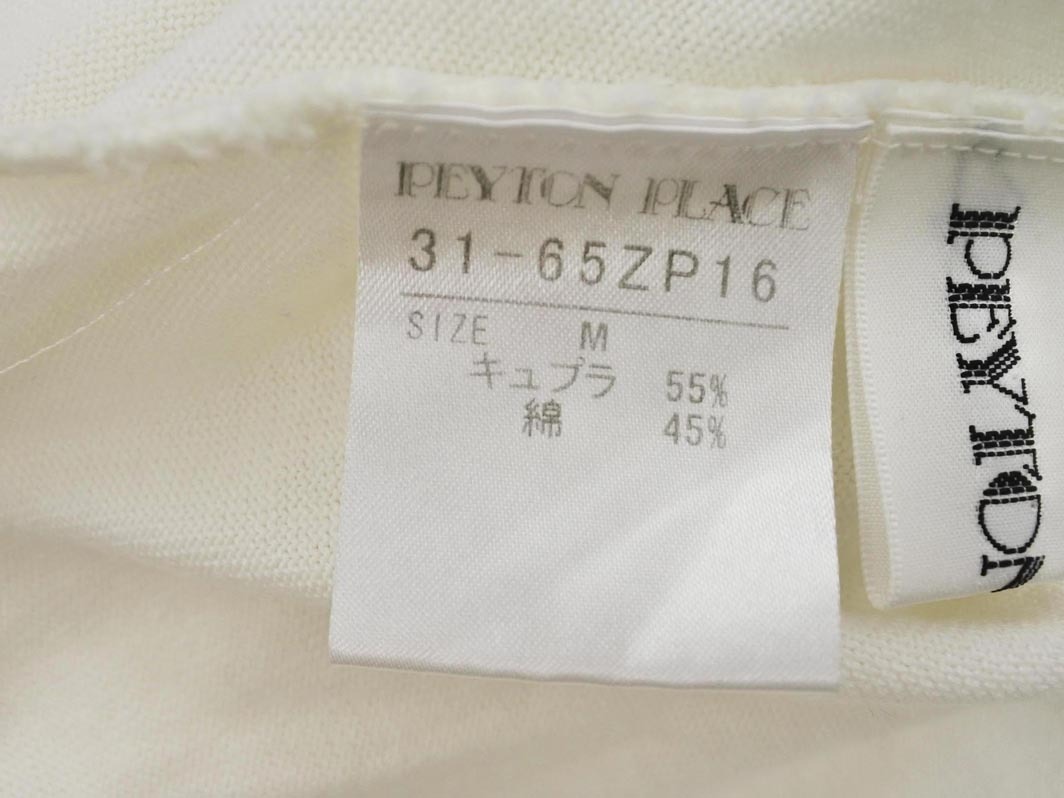 PEYTON PLACE
31-65ZP16
SIZE M
キュプラ 55%
綿 45%
PEYTON